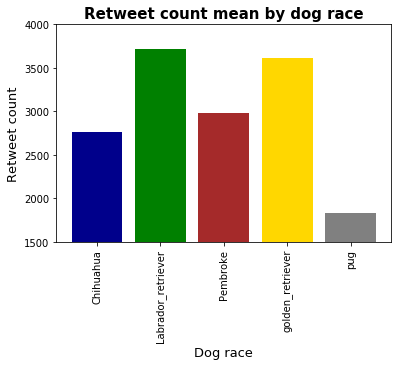 Retweet count mean by dog race
4000
3500
3000
2500
2000
1500
Retweet count
Chihuahua
Labrador_retriever
Pembroke
golden_retriever
pug
Dog race